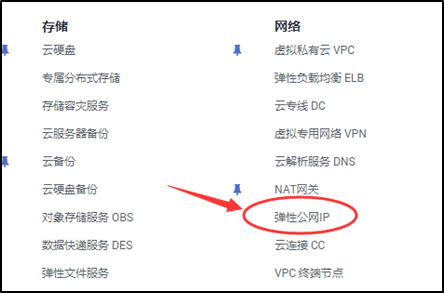 存储
云硬盘
专属分布式存储
存储容灾服务
云服务器备份
云备份
云硬盘备份
对象存储服务 OBS
数据快递服务 DES
弹性文件服务
网络
虚拟私有云 VPC
弹性负载均衡 ELB
云专线 DC
虚拟专用网络 VPN
云解析服务 DNS
NAT网关
弹性公网IP
云连接 CC
VPC 终端节点